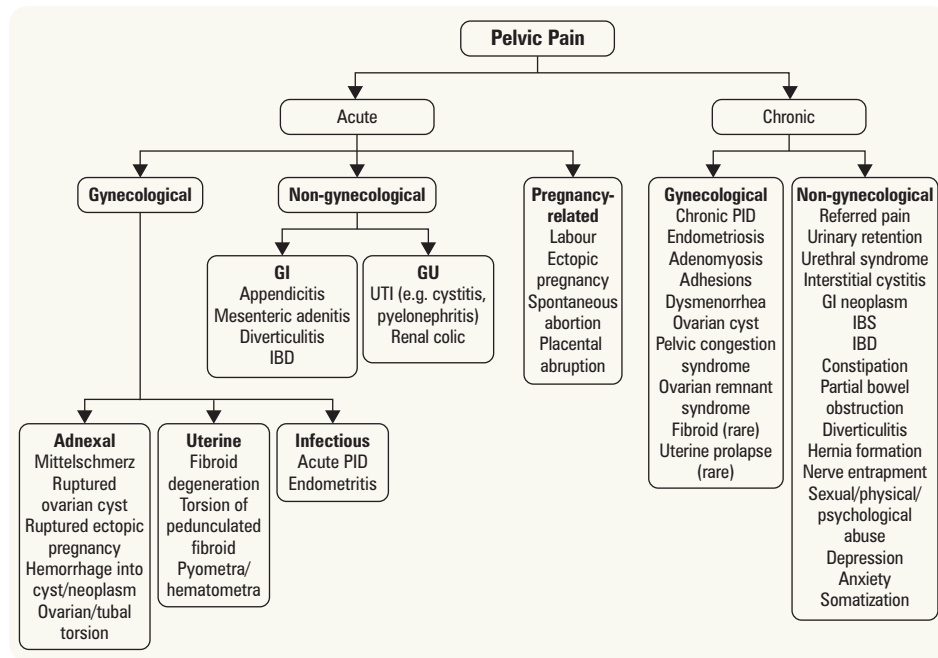 Pelvic Pain
Acute
Chronic
Gynecological
Non-gynecological
Pregnancy-
related
Labour
Ectopic
pregnancy
Spontaneous
abortion
Placental
abruption
Gynecological
Chronic PID
Endometriosis
Adenomyosis
Adhesions
Dysmenorrhea
Ovarian cyst
Pelvic congestion
syndrome
Ovarian remnant
syndrome
Fibroid (rare)
Uterine prolapse
(rare)
Non-gynecological
Referred pain
Urinary retention
Urethral syndrome
Interstitial cystitis
GI neoplasm
IBS
IBD
Constipation
Partial bowel
obstruction
Diverticulitis
Hernia formation
Nerve entrapment
Sexual/physical/
psychological
abuse
Depression
Anxiety
Somatization
GI
Appendicitis
Mesenteric adenitis
Diverticulitis
IBD
GU
UTI (e.g. cystitis,
pyelonephritis)
Renal colic
Adnexal
Mittelschmerz
Ruptured
ovarian cyst
Ruptured ectopic
pregnancy
Hemorrhage into
cyst/neoplasm
Ovarian/tubal
torsion
Uterine
Fibroid
degeneration
Torsion of
pedunculated
fibroid
Pyometra/
hematometra
Infectious
Acute PID
Endometritis